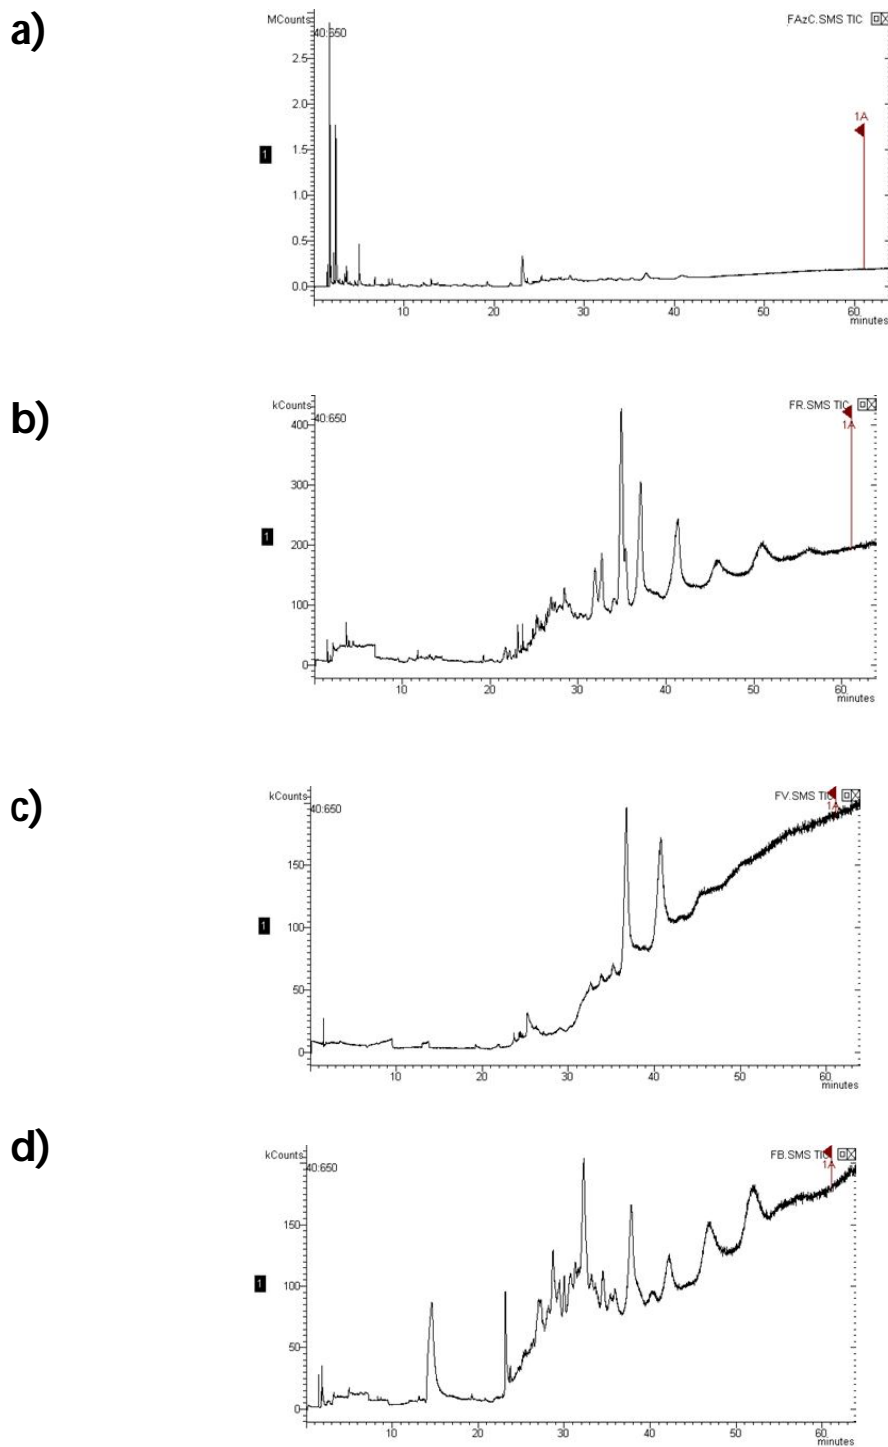 a)
MCounts
40:650
FAzC.SMS TIC
2.5
2.0
1.5
1.0
0.5
0.0
1
1A
10 20 30 40 50 60
minutes
b)
kCounts
40:650
FR.SMS TIC
400
300
200
100
0
1
1A
10 20 30 40 50 60
minutes
c)
kCounts
40:650
FV.SMS TIC
150
100
50
0
1
1A
10 20 30 40 50 60
minutes
d)
kCounts
40:650
FB.SMS TIC
150
100
50
0
1
1A
10 20 30 40 50 60
minutes